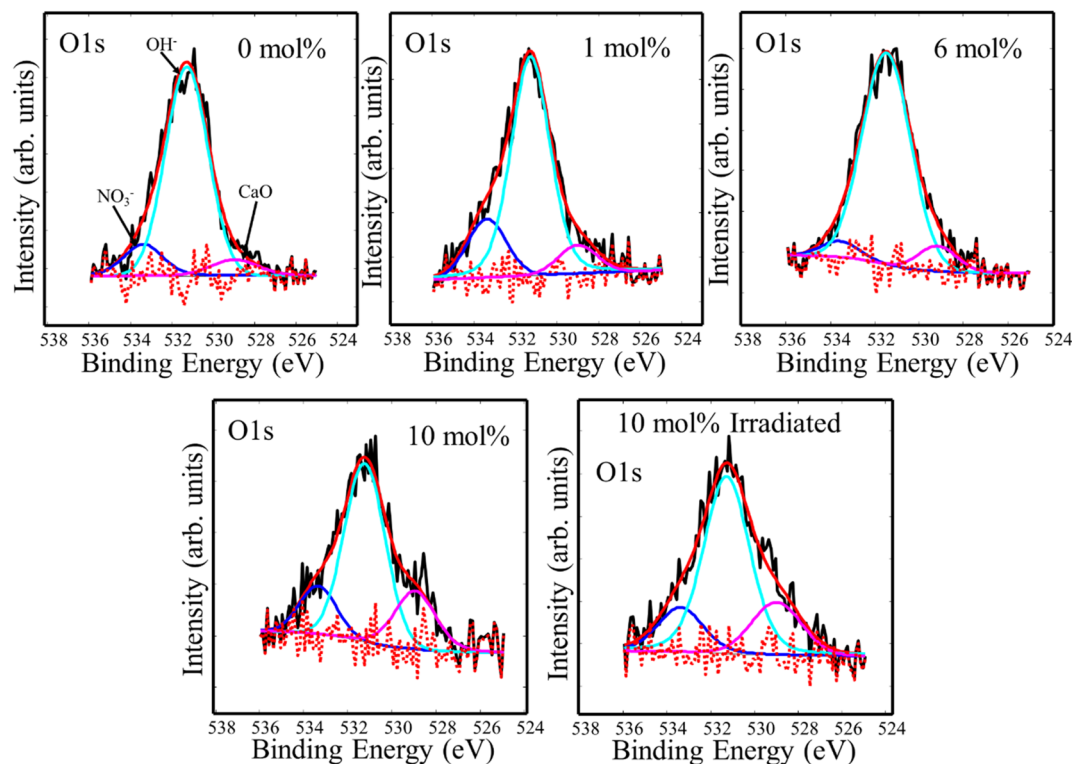 O1s
OH-
0 mol%
NO3-
CaO
Intensity (arb. units)
538 536 534 532 530 528 526 524
Binding Energy (eV)
O1s
1 mol%
Intensity (arb. units)
538 536 534 532 530 528 526 524
Binding Energy (eV)
O1s
6 mol%
Intensity (arb. units)
538 536 534 532 530 528 526 524
Binding Energy (eV)
O1s
10 mol%
Intensity (arb. units)
538 536 534 532 530 528 526 524
Binding Energy (eV)
10 mol% Irradiated
O1s
Intensity (arb. units)
538 536 534 532 530 528 526 524
Binding Energy (eV)